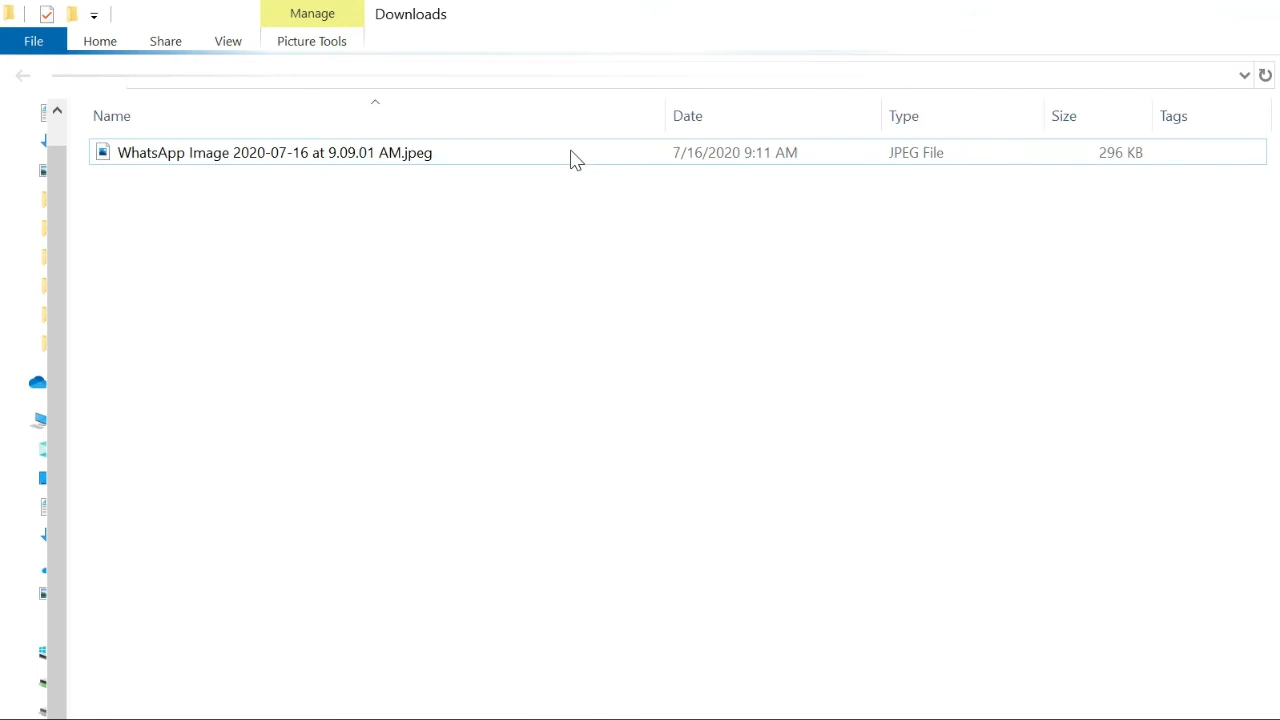 Manage Downloads
File Home Share View Picture Tools
Name Date Type Size Tags
WhatsApp Image 2020-07-16 at 9.09.01 AM.jpeg 7/16/2020 9:11 AM JPEG File 296 KB